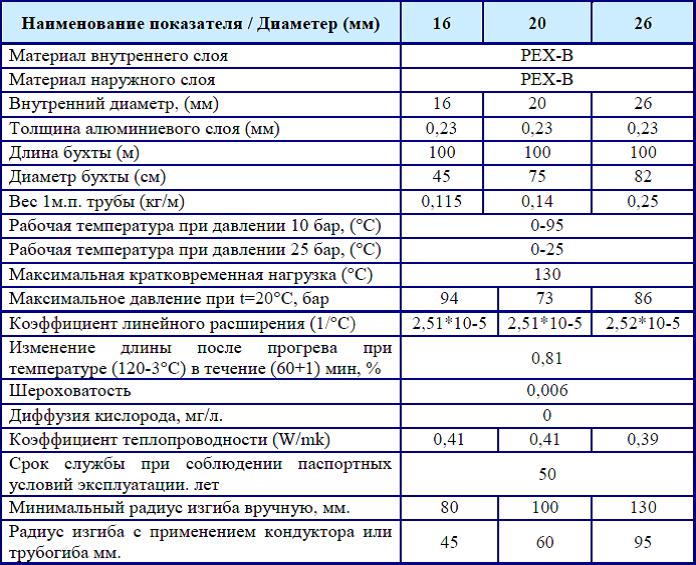 Наименование показателя / Диаметр (мм) 16 20 26
Материал внутреннего слоя PEX-B
Материал наружного слоя PEX-B
Внутренний диаметр, (мм) 16 20 26
Толщина алюминиевого слоя (мм) 0,23 0,23 0,23
Длина бухты (м) 100 100 100
Диаметр бухты (см) 45 75 82
Вес 1м.п. трубы (кг/м) 0,115 0,14 0,25
Рабочая температура при давлении 10 бар, (°C) 0-95
Рабочая температура при давлении 25 бар, (°C) 0-25
Максимальная кратковременная нагрузка (°C) 130
Максимальное давление при t=20°C, бар 94 73 86
Коэффициент линейного расширения (1/°C) 2,51*10-5 2,51*10-5 2,52*10-5
Изменение длины после прогрева при
температуре (120-3°C) в течение (60+1) мин, % 0,81
Шероховатость 0,006
Диффузия кислорода, мг/л. 0
Коэффициент теплопроводности (W/mk) 0,41 0,41 0,39
Срок службы при соблюдении паспортных
условий эксплуатации. лет 50
Минимальный радиус изгиба вручную, мм. 80 100 130
Радиус изгиба с применением кондуктора или
трубогиба мм. 45 60 95